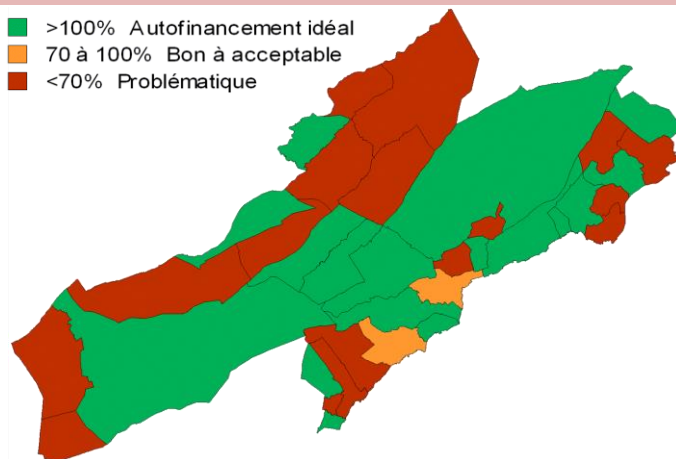 >100% Autofinancement idéal
70 à 100% Bon à acceptable
<70% Problématique